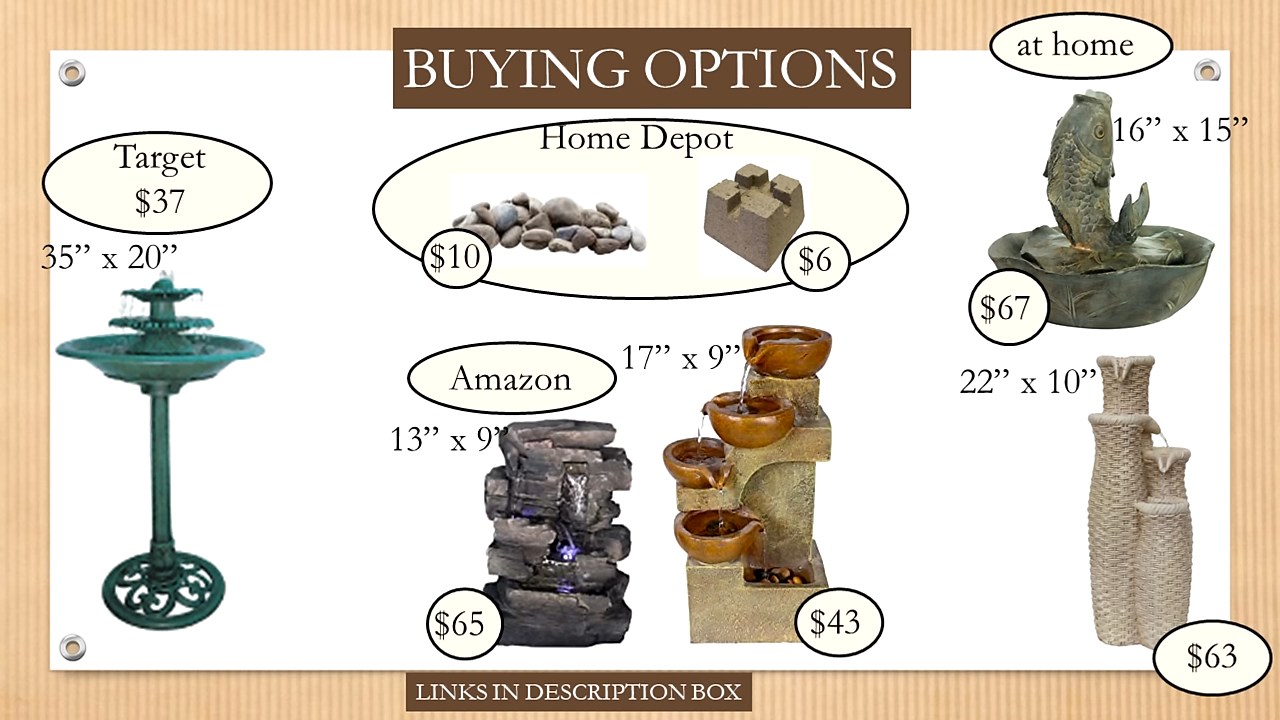 BUYING OPTIONS
at home
Target
$37
35’’ x 20’’
Home Depot
$10
$6
16’’ x 15’’
$67
Amazon
17’’ x 9’’
13’’ x 9’’
$65
$43
22’’ x 10’’
$63
LINKS IN DESCRIPTION BOX